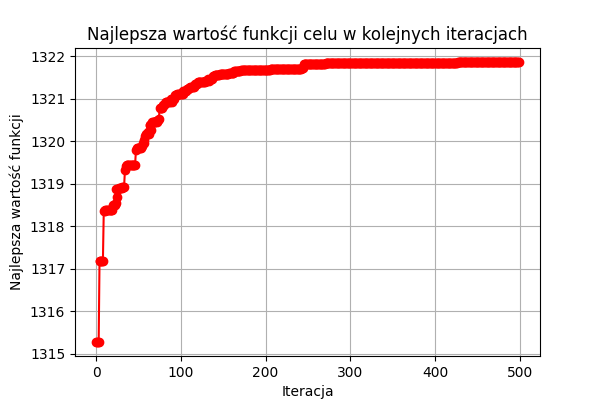 Najlepsza wartość funkcji celu w kolejnych iteracjach
1322
1321
1320
1319
1318
1317
1316
1315
Najlepsza wartość funkcji
0 100 200 300 400 500
Iteracja